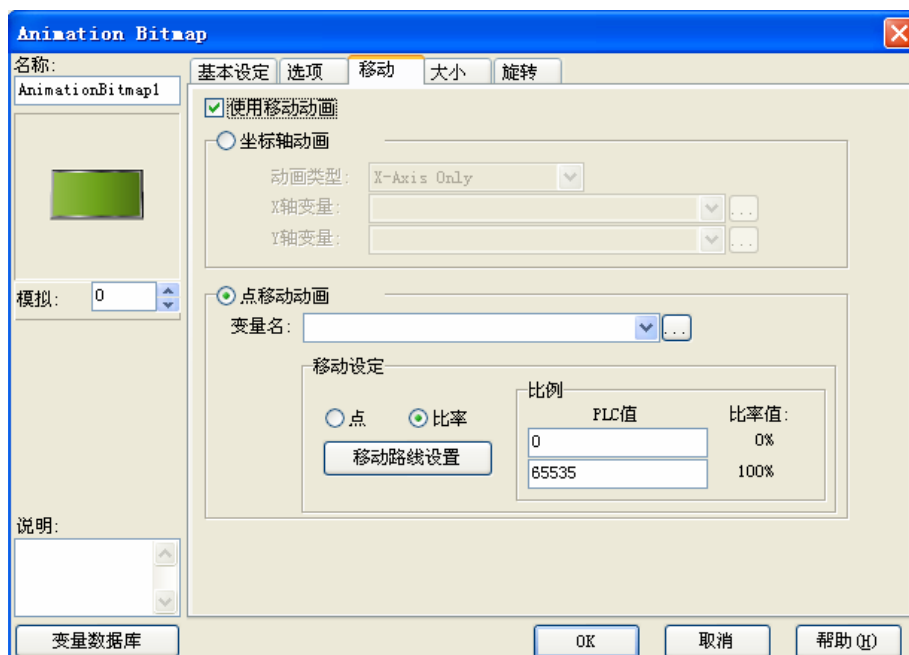 Animation Bitmap
名称:
AnimationBitmap1
模拟:
0
说明:
变量数据库
基本设定
选项
移动
大小
旋转
使用移动动画
坐标轴动画
动画类型:
X-Axis Only
X轴变量:
...
Y轴变量:
...
点移动动画
变量名:
...
移动设定
点
比率
移动路线设置
比例
PLC值
比率值:
0
0%
65535
100%
OK
取消
帮助(H)